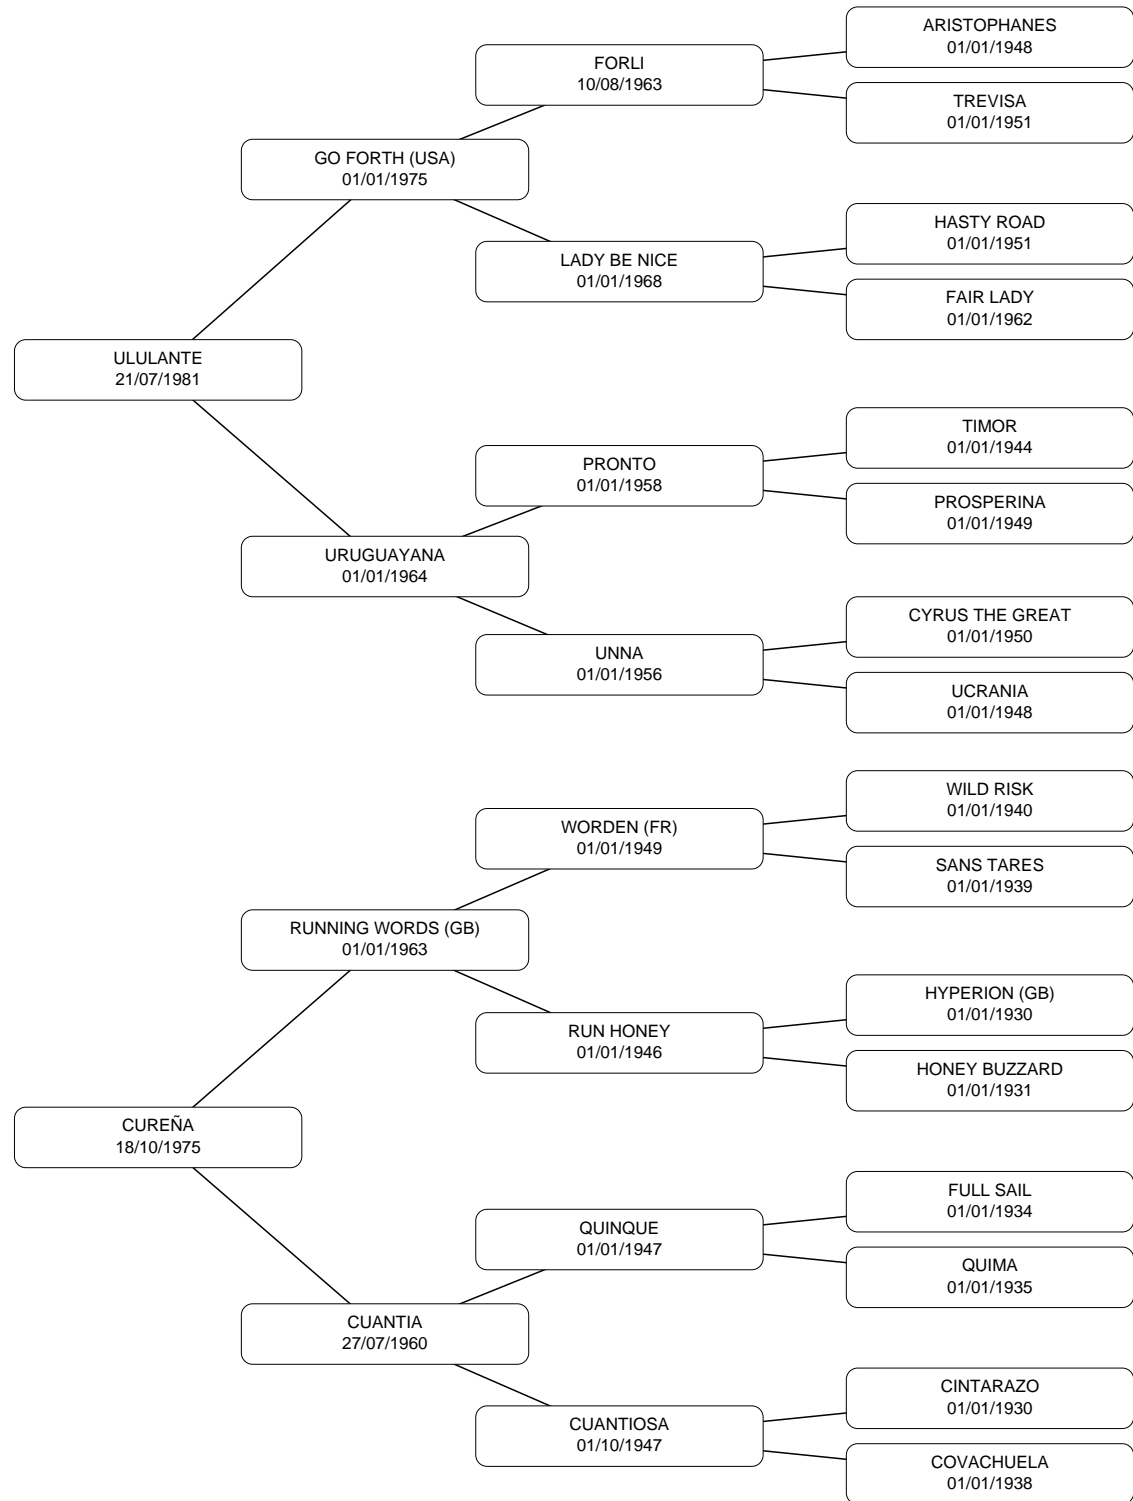 ARISTOPHANES
01/01/1948
FORLI
10/08/1963
TREVISA
01/01/1951
GO FORTH (USA)
01/01/1975
HASTY ROAD
01/01/1951
LADY BE NICE
01/01/1968
FAIR LADY
01/01/1962
ULULANTE
21/07/1981
TIMOR
01/01/1944
PRONTO
01/01/1958
PROSPERINA
01/01/1949
URUGUAYANA
01/01/1964
CYRUS THE GREAT
01/01/1950
UNNA
01/01/1956
UCRANIA
01/01/1948
WILD RISK
01/01/1940
WORDEN (FR)
01/01/1949
SANS TARES
01/01/1939
RUNNING WORDS (GB)
01/01/1963
HYPERION (GB)
01/01/1930
RUN HONEY
01/01/1946
HONEY BUZZARD
01/01/1931
CUREÑA
18/10/1975
FULL SAIL
01/01/1934
QUINQUE
01/01/1947
QUIMA
01/01/1935
CUANTIA
27/07/1960
CINTARAZO
01/01/1930
CUANTIOSA
01/10/1947
COVACHUELA
01/01/1938